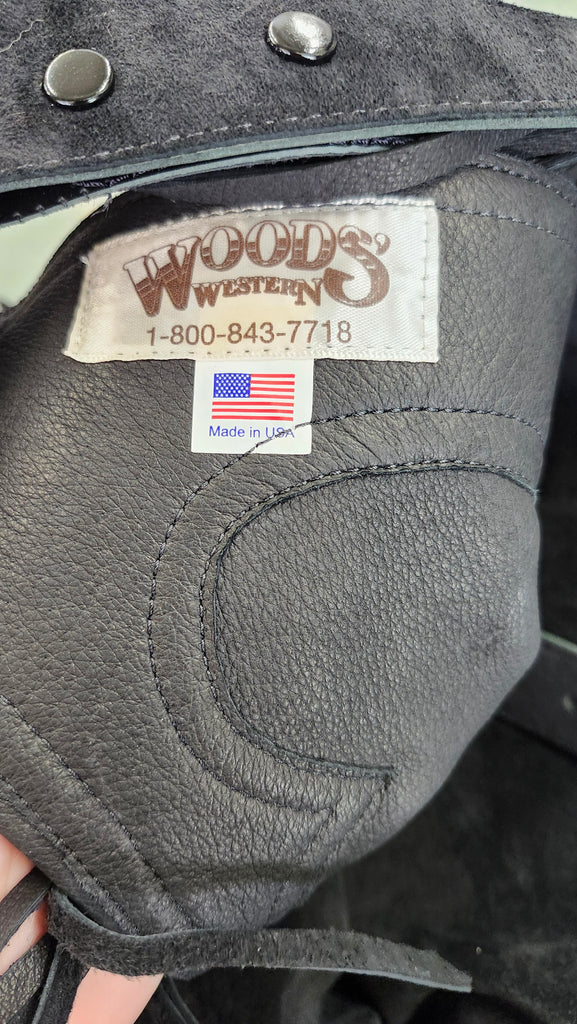 WOODS'
WESTERN
1-800-843-7718
Made in USA